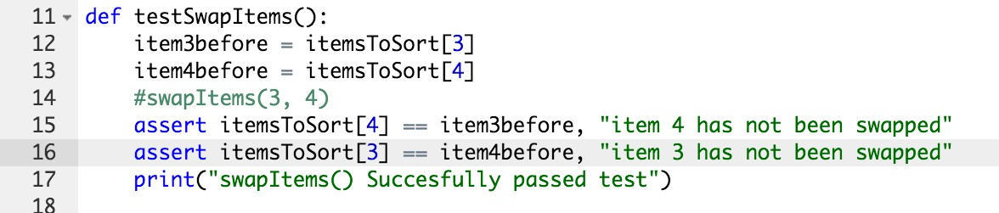 11 def testSwapItems():
12     item3before = itemsToSort[3]
13     item4before = itemsToSort[4]
14     #swapItems(3, 4)
15     assert itemsToSort[4] == item3before, "item 4 has not been swapped"
16     assert itemsToSort[3] == item4before, "item 3 has not been swapped"
17     print("swapItems() Succesfully passed test")
18